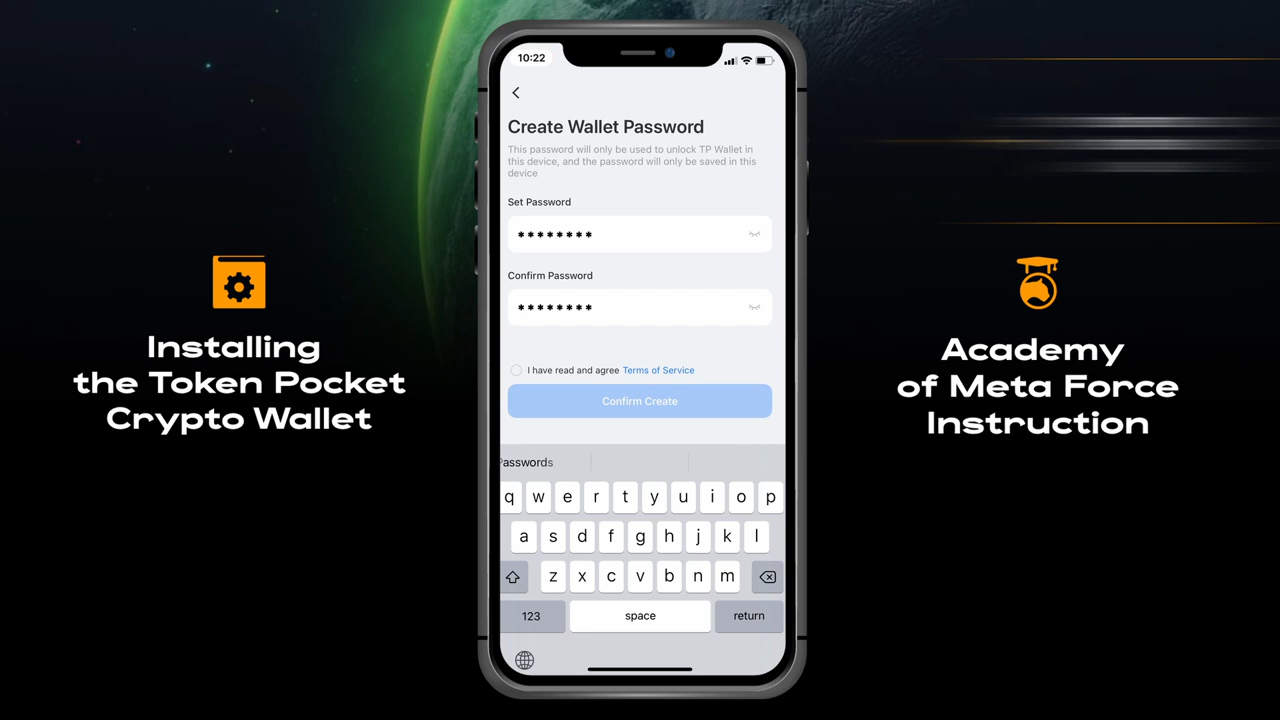 Installing
the Token Pocket
Crypto Wallet
10:22
Create Wallet Password
This password will only be used to unlock TP Wallet in
this device, and the password will only be saved in this
device
Set Password
********
Confirm Password
********
I have read and agree Terms of Service
Confirm Create
Passwords
q w e r t y u i o p
a s d f g h j k l
z x c v b n m
123 space return
Academy
of Meta Force
Instruction